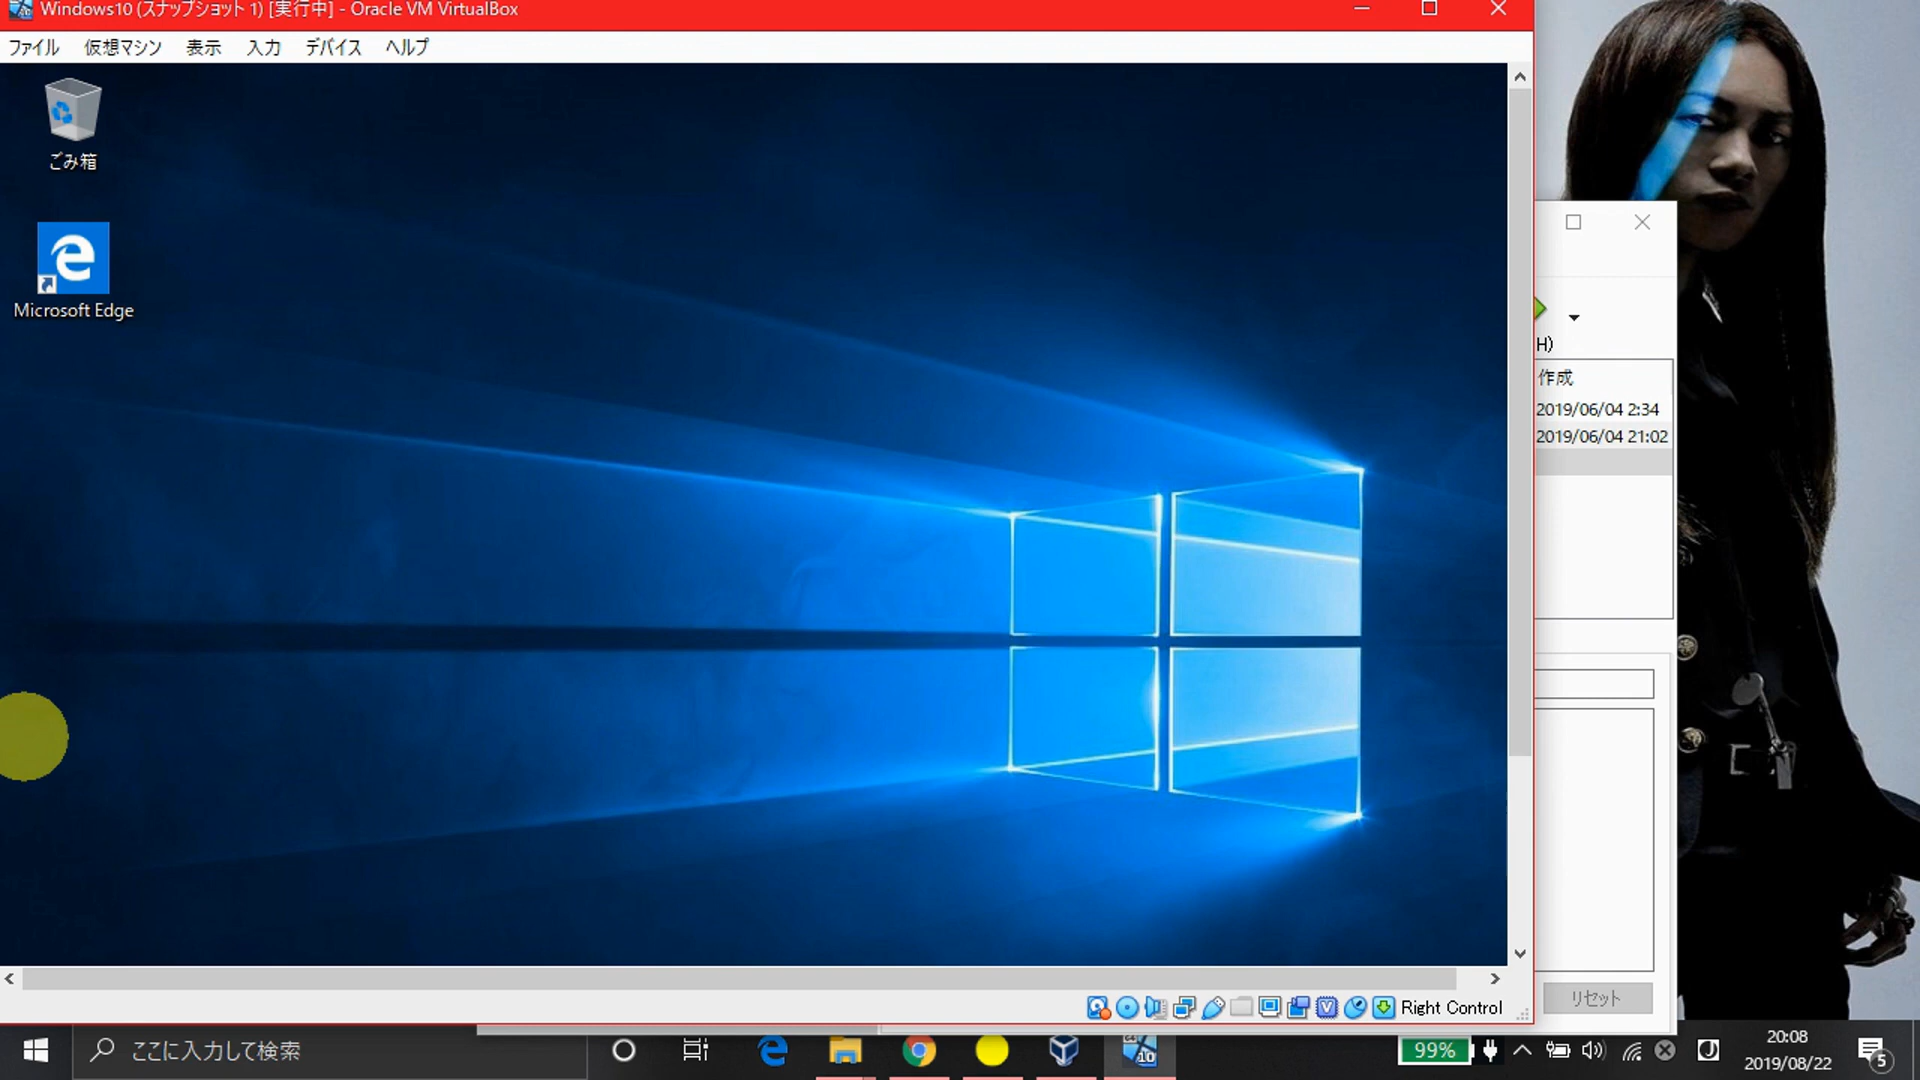 Windows10 (スナップショット 1) [実行中] - Oracle VM VirtualBox
ファイル 仮想マシン 表示 入力 デバイス ヘルプ
ごみ箱
Microsoft Edge
H)
作成
2019/06/04 2:34
2019/06/04 21:02
リセット
Right Control
ここに入力して検索
64
10
99%
20:08
2019/08/22
5